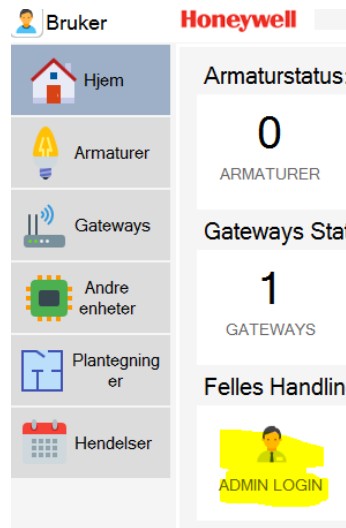 Bruker
Honeywell
Hjem
Armaturer
Gateways
Andre
enheter
Plantegning
er
Hendelser
Armaturstatus:
0
ARMATURER
Gateways Stat
1
GATEWAYS
Felles Handlin
ADMIN LOGIN